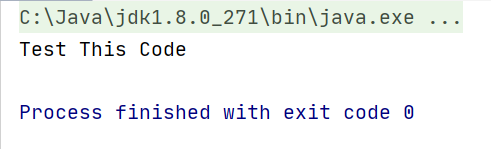 C:\Java\jdk1.8.0_271\bin\java.exe ...
Test This Code
Process finished with exit code 0